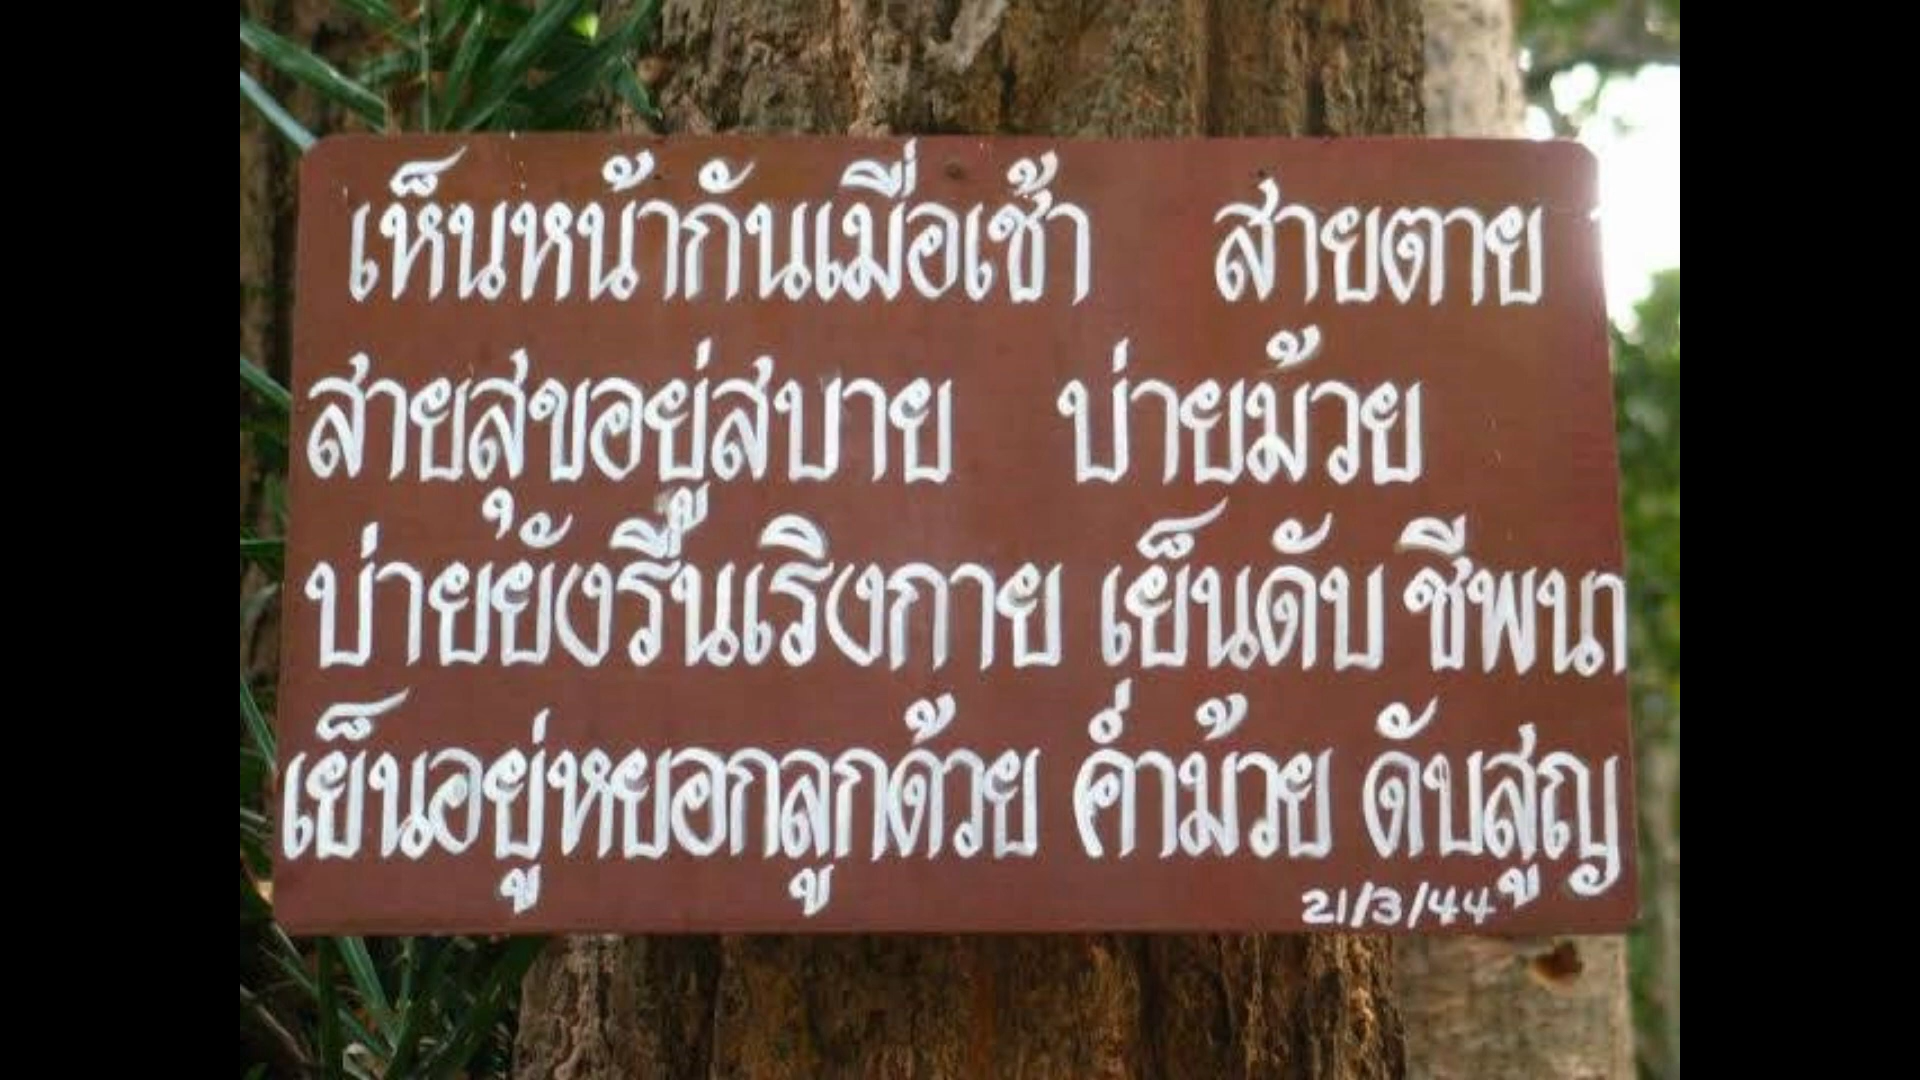 เห็นหน้ากันเมื่อเช้า สายตาย
สายสุขอยู่สบาย บ่ายม้วย
บ่ายยังรื่นเริงกาย เย็นดับ ชีพนา
เย็นอยู่หยอกลูกด้วย ค่ำม้วย ดับสูญ
21/3/44